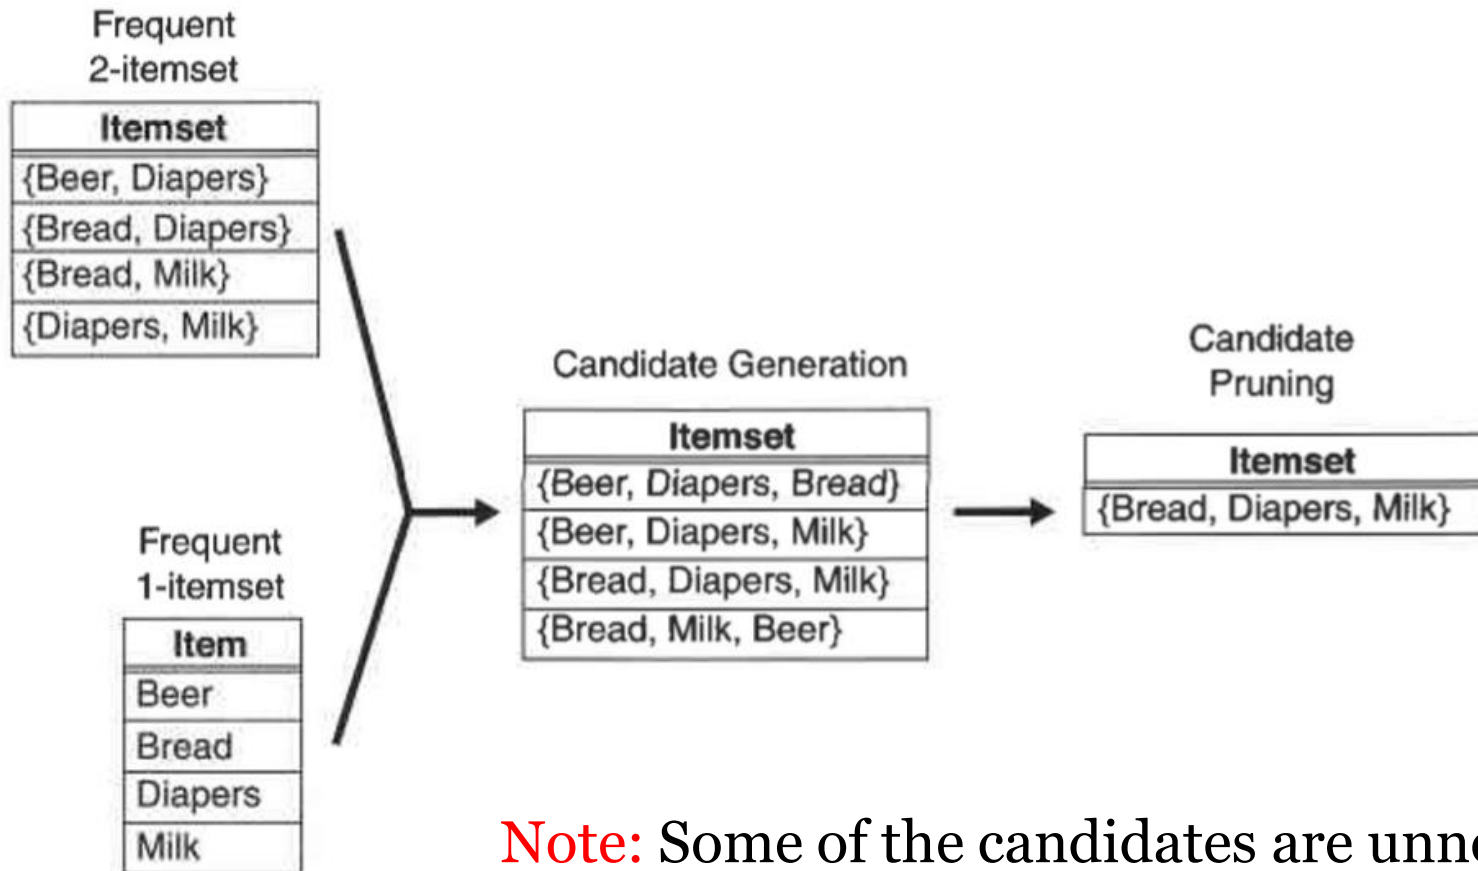 Frequent
2-itemset
Itemset
{Beer, Diapers}
{Bread, Diapers}
{Bread, Milk}
{Diapers, Milk}
Frequent
1-itemset
Item
Beer
Bread
Diapers
Milk
Candidate Generation
Itemset
{Beer, Diapers, Bread}
{Beer, Diapers, Milk}
{Bread, Diapers, Milk}
{Bread, Milk, Beer}
Candidate
Pruning
Itemset
{Bread, Diapers, Milk}
Note: Some of the candidates are